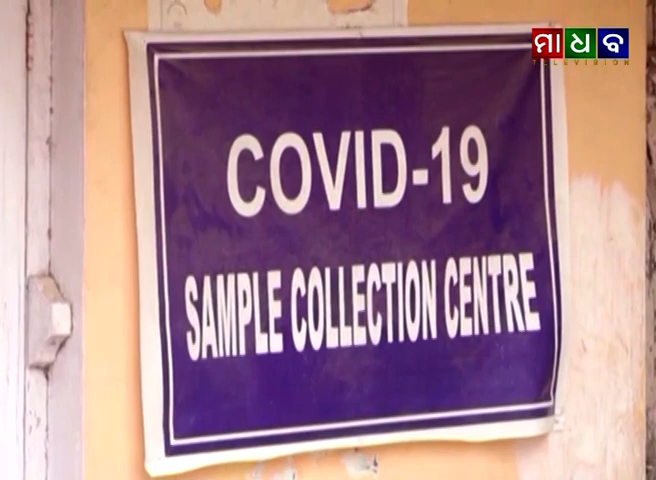 ମାଧବ
TELEVISION
COVID-19
SAMPLE COLLECTION CENTRE